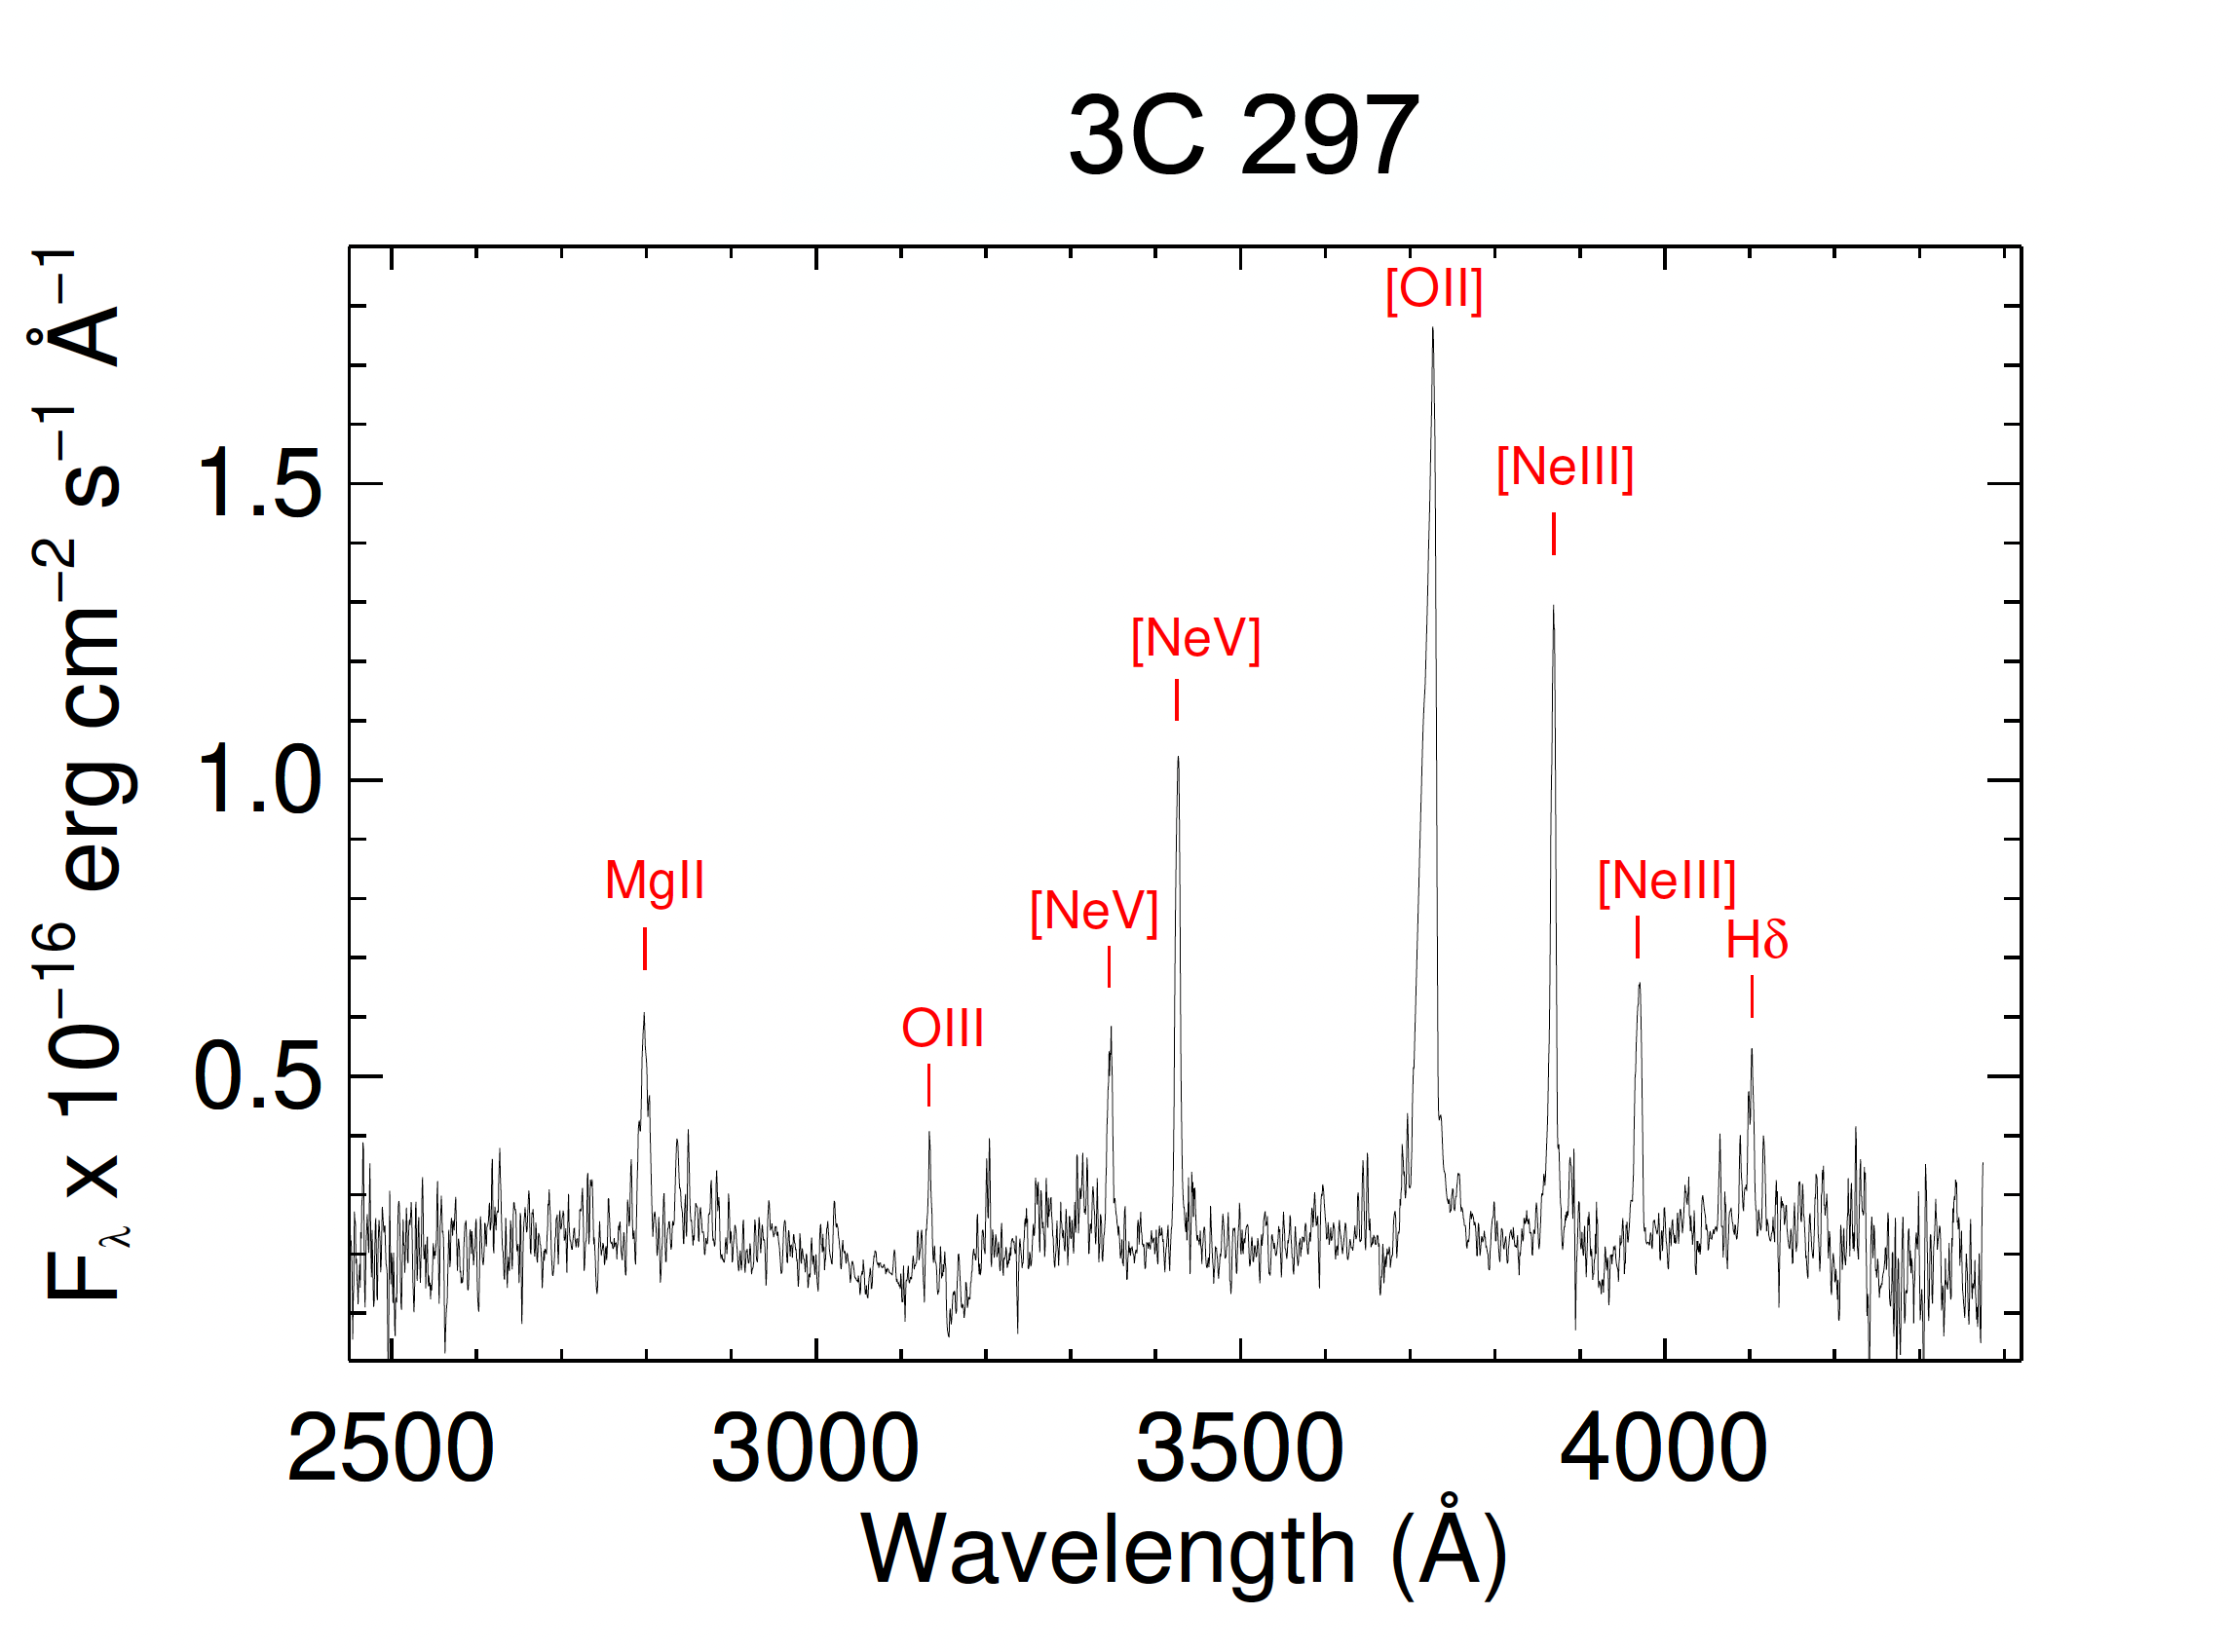 3C 297
F_λ x 10⁻¹⁶ erg cm⁻² s⁻¹ Å⁻¹
[OII]
1.5
[NeIII]
[NeV]
1.0
MgII
[NeIII]
[NeV]
Hδ
OIII
0.5
2500 3000 3500 4000
Wavelength (Å)